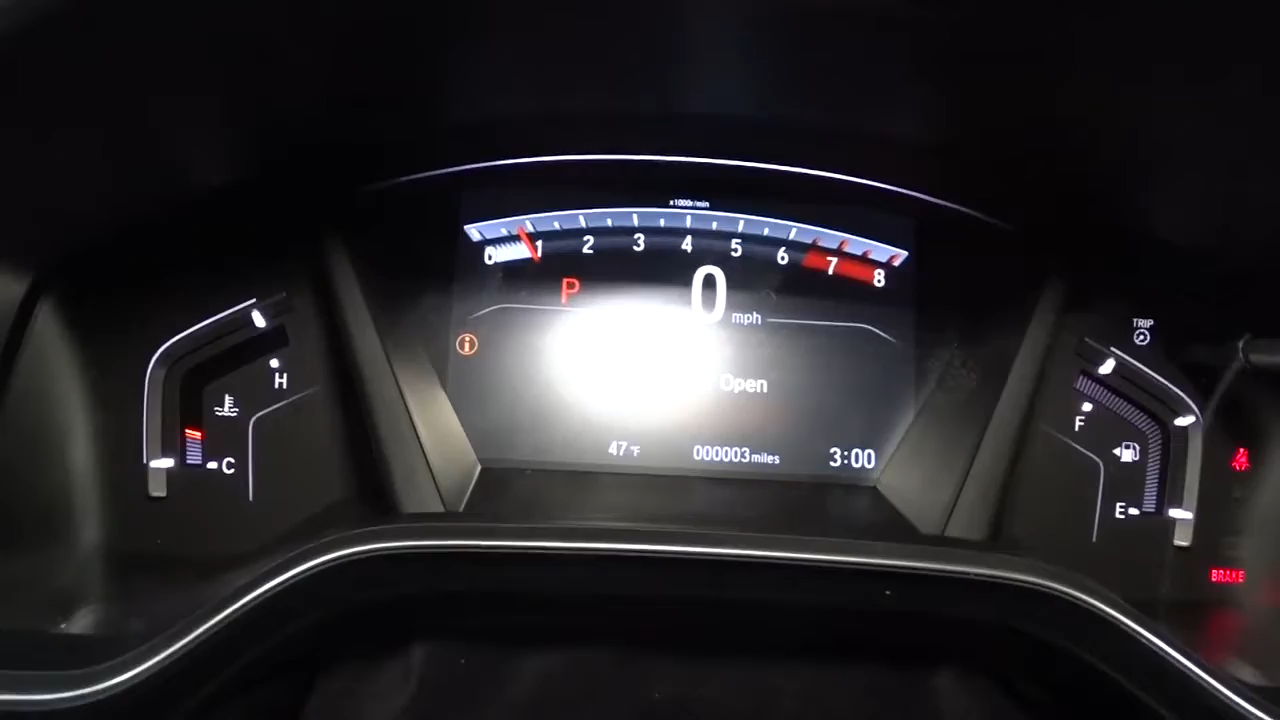 x1000r/min
0 1 2 3 4 5 6 7 8
P
0 mph
Open
47°F
000003 miles
3:00
H
C
TRIP
F
E
BRAKE